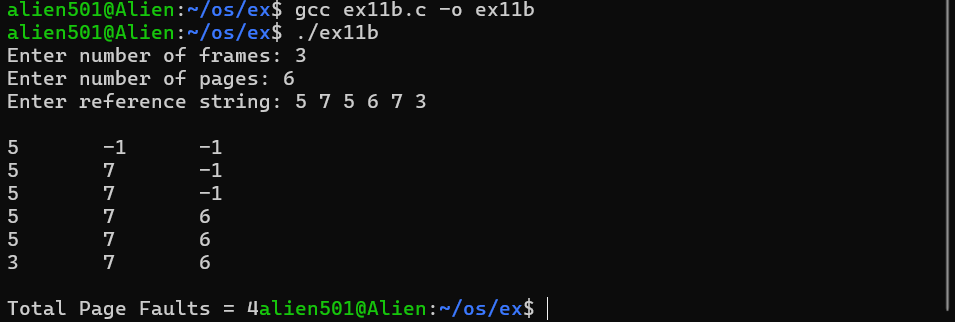 alien501@Alien:~/os/ex$ gcc ex11b.c -o ex11b
alien501@Alien:~/os/ex$ ./ex11b
Enter number of frames: 3
Enter number of pages: 6
Enter reference string: 5 7 5 6 7 3
5 -1 -1
5 7 -1
5 7 -1
5 7 6
5 7 6
3 7 6
Total Page Faults = 4alien501@Alien:~/os/ex$